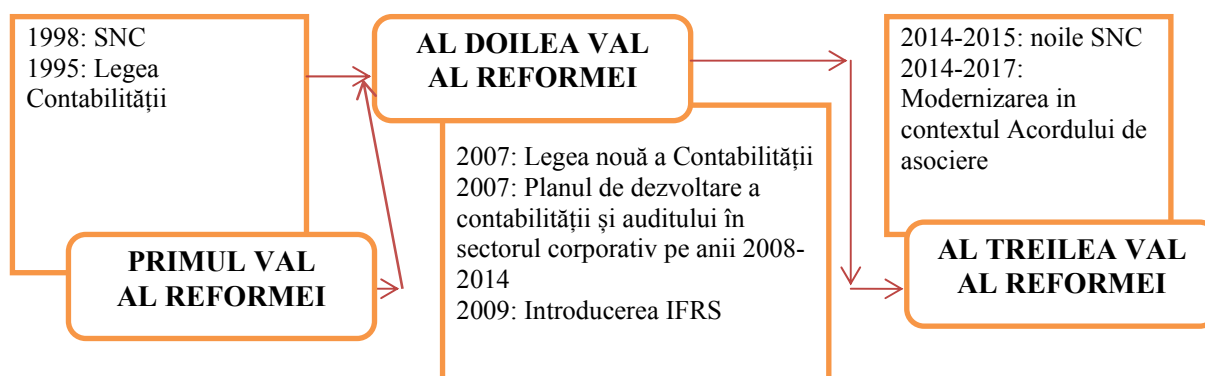 1998: SNC
1995: Legea
Contabilității
PRIMUL VAL
AL REFORMEI
AL DOILEA VAL
AL REFORMEI
2007: Legea nouă a Contabilității
2007: Planul de dezvoltare a
contabilității și auditului în
sectorul corporativ pe anii 2008-
2014
2009: Introducerea IFRS
2014-2015: noile SNC
2014-2017:
Modernizarea in
contextul Acordului de
asociere
AL TREILEA VAL
AL REFORMEI